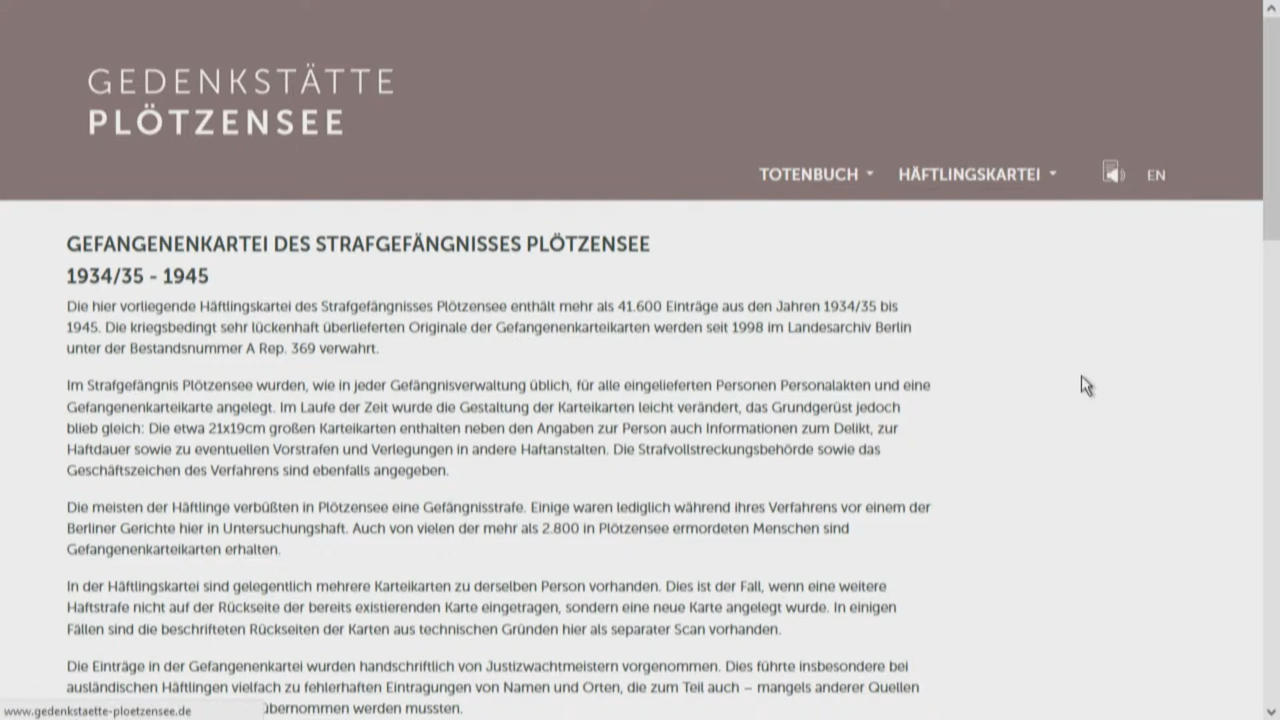 GEDENKSTÄTTE
PLÖTZENSEE
TOTENBUCH HÄFTLINGSKARTEI EN
GEFANGENENKARTEI DES STRAFGEFÄNGNISSES PLÖTZENSEE
1934/35 - 1945
Die hier vorliegende Häftlingskartei des Strafgefängnisses Plötzensee enthält mehr als 41.600 Einträge aus den Jahren 1934/35 bis
1945. Die kriegsbedingt sehr lückenhaft überlieferten Originale der Gefangenenkarteikarten werden seit 1998 im Landesarchiv Berlin
unter der Bestandsnummer A Rep. 369 verwahrt.
Im Strafgefängnis Plötzensee wurden, wie in jeder Gefängnisverwaltung üblich, für alle eingelieferten Personen Personalakten und eine
Gefangenenkarteikarte angelegt. Im Laufe der Zeit wurde die Gestaltung der Karteikarten leicht verändert, das Grundgerüst jedoch
blieb gleich: Die etwa 21x19cm großen Karteikarten enthalten neben den Angaben zur Person auch Informationen zum Delikt, zur
Haftdauer sowie zu eventuellen Vorstrafen und Verlegungen in andere Haftanstalten. Die Strafvollstreckungsbehörde sowie das
Geschäftszeichen des Verfahrens sind ebenfalls angegeben.
Die meisten der Häftlinge verbüßten in Plötzensee eine Gefängnisstrafe. Einige waren lediglich während ihres Verfahrens vor einem der
Berliner Gerichte hier in Untersuchungshaft. Auch von vielen der mehr als 2.800 in Plötzensee ermordeten Menschen sind
Gefangenenkarteikarten erhalten.
In der Häftlingskartei sind gelegentlich mehrere Karteikarten zu derselben Person vorhanden. Dies ist der Fall, wenn eine weitere
Haftstrafe nicht auf der Rückseite der bereits existierenden Karte eingetragen, sondern eine neue Karte angelegt wurde. In einigen
Fällen sind die beschrifteten Rückseiten der Karten aus technischen Gründen hier als separater Scan vorhanden.
Die Einträge in der Gefangenenkartei wurden handschriftlich von Justizwachtmeistern vorgenommen. Dies führte insbesondere bei
ausländischen Häftlingen vielfach zu fehlerhaften Eintragungen von Namen und Orten, die zum Teil auch – mangels anderer Quellen
www.gedenkstaette-ploetzensee.de übernommen werden mussten.